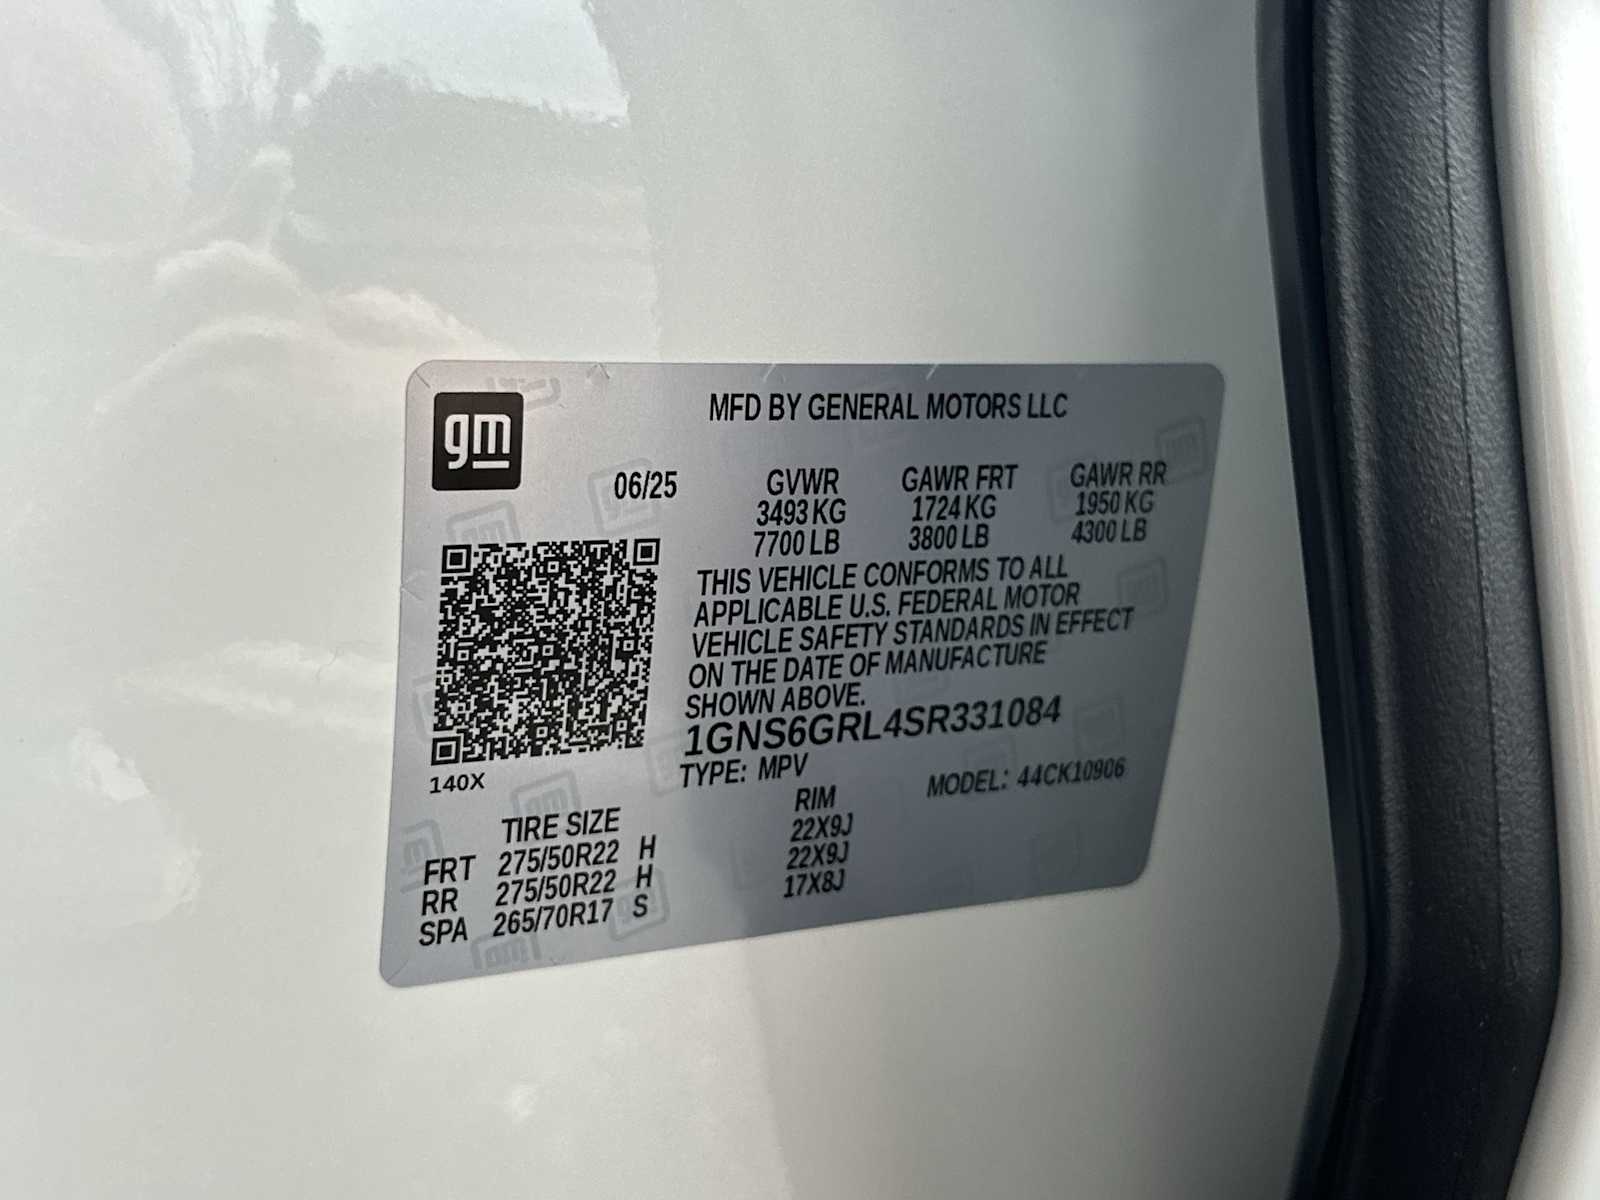 gm
MFD BY GENERAL MOTORS LLC
06/25 GVWR GAWR FRT GAWR RR
3493 KG 1724 KG 1950 KG
7700 LB 3800 LB 4300 LB
THIS VEHICLE CONFORMS TO ALL
APPLICABLE U.S. FEDERAL MOTOR
VEHICLE SAFETY STANDARDS IN EFFECT
ON THE DATE OF MANUFACTURE
SHOWN ABOVE.
1GNS6GRL4SR331084
140X
TYPE: MPV MODEL: 44CK10906
TIRE SIZE RIM
FRT 275/50R22 H 22X9J
RR 275/50R22 H 22X9J
SPA 265/70R17 S 17X8J